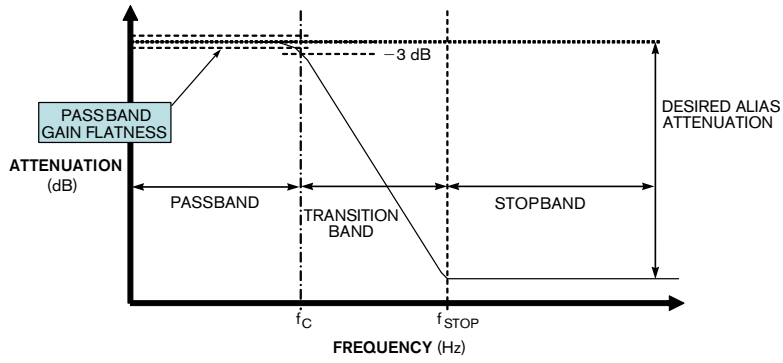 −3 dB
PASSBAND
GAIN FLATNESS
DESIRED ALIAS
ATTENUATION
ATTENUATION
(dB)
PASSBAND
TRANSITION
BAND
STOPBAND
fC
fSTOP
FREQUENCY (Hz)